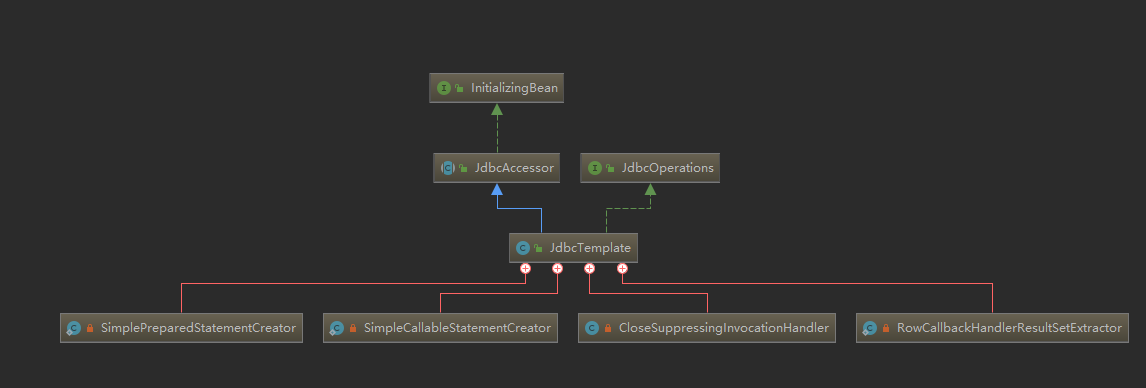 InitializingBean
JdbcAccessor
JdbcOperations
JdbcTemplate
SimplePreparedStatementCreator
SimpleCallableStatementCreator
CloseSuppressingInvocationHandler
RowCallbackHandlerResultSetExtractor